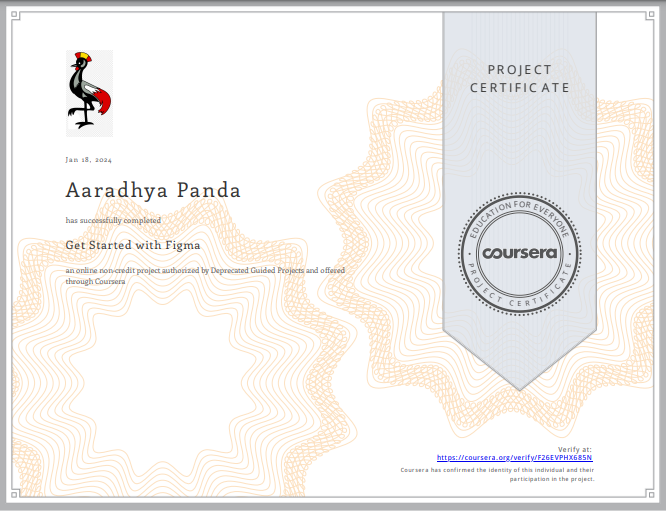 PROJECT
CERTIFICATE
Jan 18, 2024
Aaradhya Panda
has successfully completed
Get Started with Figma
an online non-credit project authorized by Deprecated Guided Projects and offered
through Coursera
EDUCATION FOR EVERYONE
coursera
PROJECT CERTIFICATE
Verify at:
https://coursera.org/verify/F26EVPHX685N
Coursera has confirmed the identity of this individual and their
participation in the project.